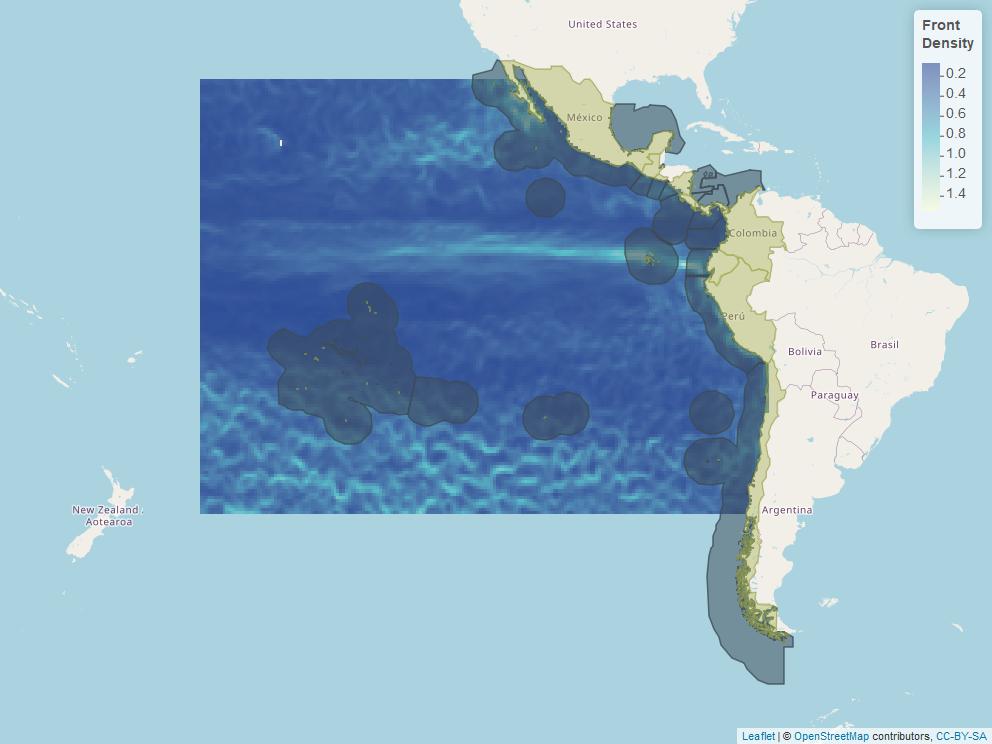 United States
Front
Density
0.2
0.4
0.6
0.8
1.0
1.2
1.4
México
Colombia
Perú
Bolivia
Brasil
Paraguay
Argentina
New Zealand
Aotearoa
Leaflet | © OpenStreetMap contributors, CC-BY-SA